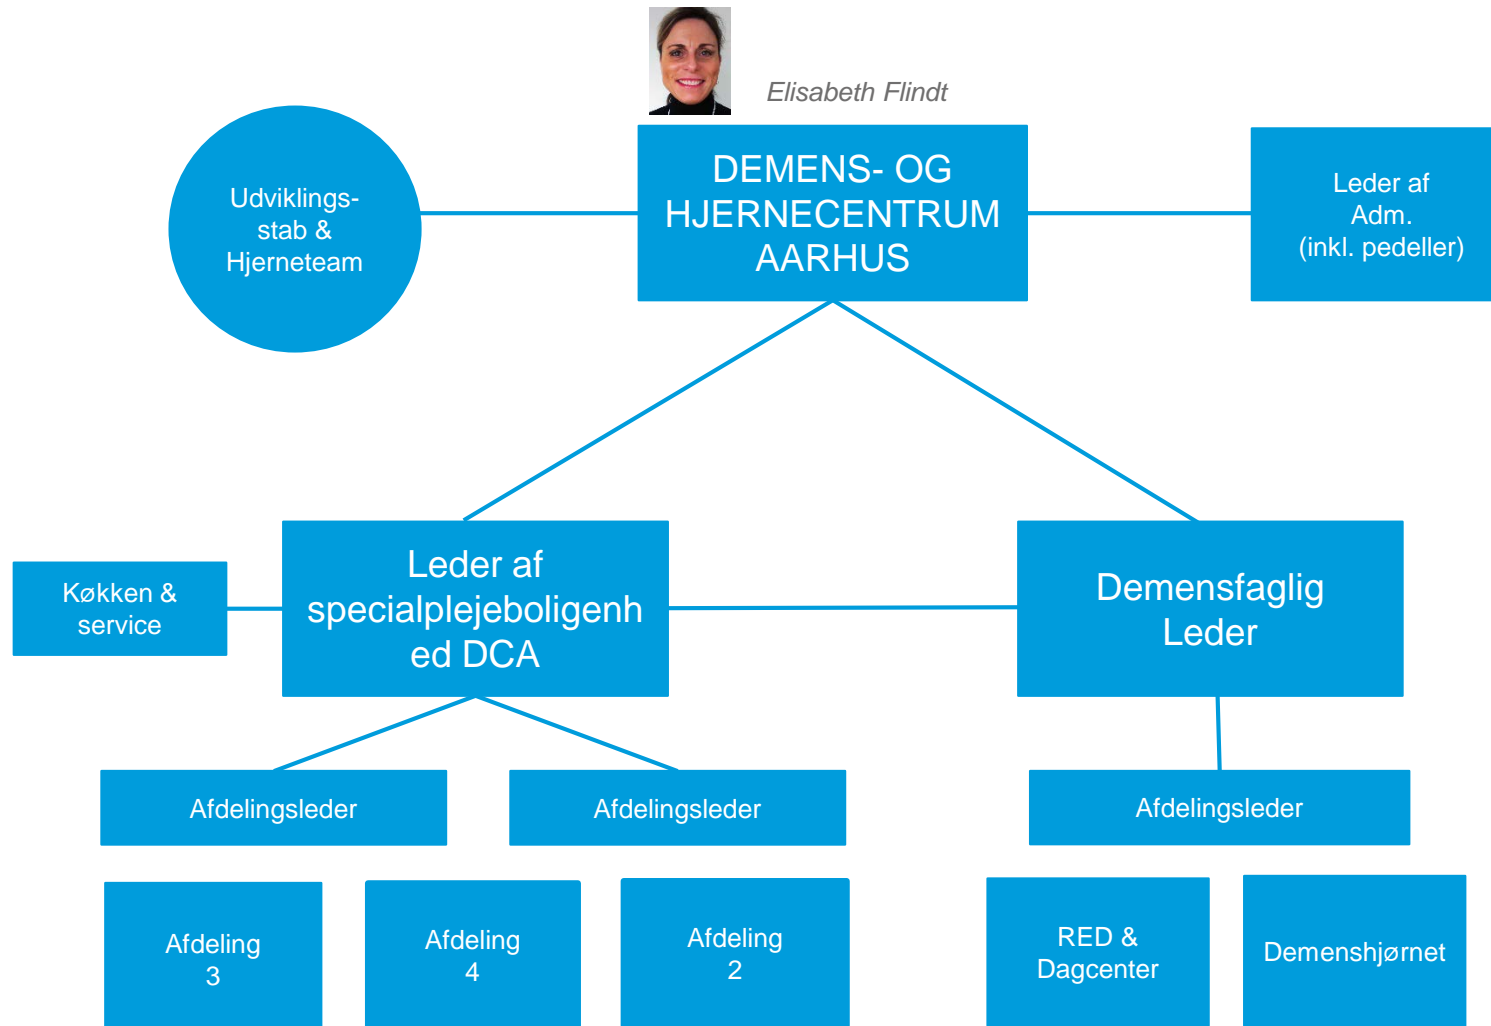 Elisabeth Flindt
DEMENS- OG
HJERNECENTRUM
AARHUS
Udviklings-
stab &
Hjerneteam
Leder af
Adm.
(inkl. pedeller)
Køkken &
service
Leder af
specialplejeboligenh
ed DCA
Demensfaglig
Leder
Afdelingsleder
Afdelingsleder
Afdelingsleder
Afdeling
3
Afdeling
4
Afdeling
2
RED &
Dagcenter
Demenshjørnet